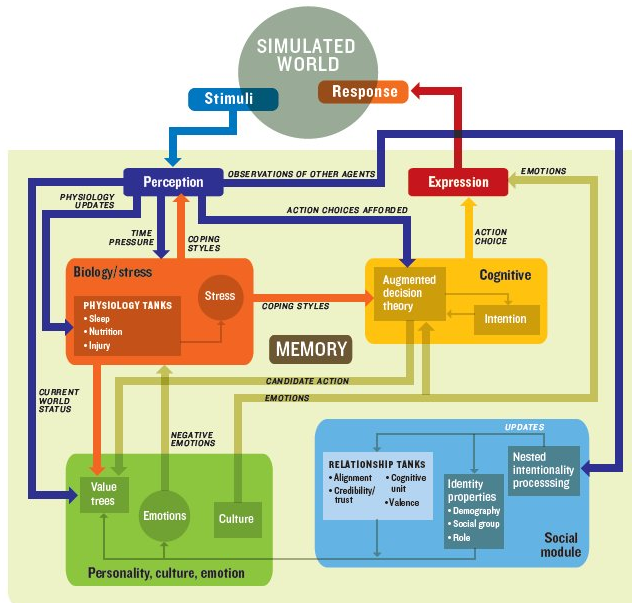 SIMULATED
WORLD
Stimuli
Response
Perception
OBSERVATIONS OF OTHER AGENTS
Expression
EMOTIONS
PHYSIOLOGY
UPDATES
TIME
PRESSURE
COPING
STYLES
ACTION CHOICES AFFORDED
ACTION
CHOICE
Biology/stress
PHYSIOLOGY TANKS
• Sleep
• Nutrition
• Injury
Stress
COPING STYLES
Augmented
decision
theory
Cognitive
Intention
MEMORY
CANDIDATE ACTION
EMOTIONS
CURRENT
WORLD
STATUS
NEGATIVE
EMOTIONS
Value
trees
Emotions
Culture
Personality, culture, emotion
UPDATES
RELATIONSHIP TANKS
• Alignment
• Credibility/
trust
• Cognitive
unit
• Valence
Identity
properties
• Demography
• Social group
• Role
Nested
intentionality
processsing
Social
module